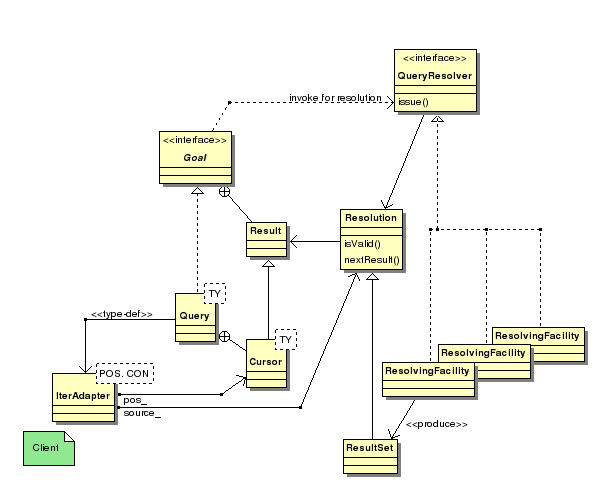 <<interface>>
QueryResolver
issue()
invoke for resolution
<<interface>>
Goal
Result
Resolution
isValid()
nextResult()
TY
Query
<<type-def>>
TY
Cursor
ResolvingFacility
ResolvingFacility
ResolvingFacility
POS. CON
IterAdapter
pos_
source_
<<produce>>
Client
ResultSet